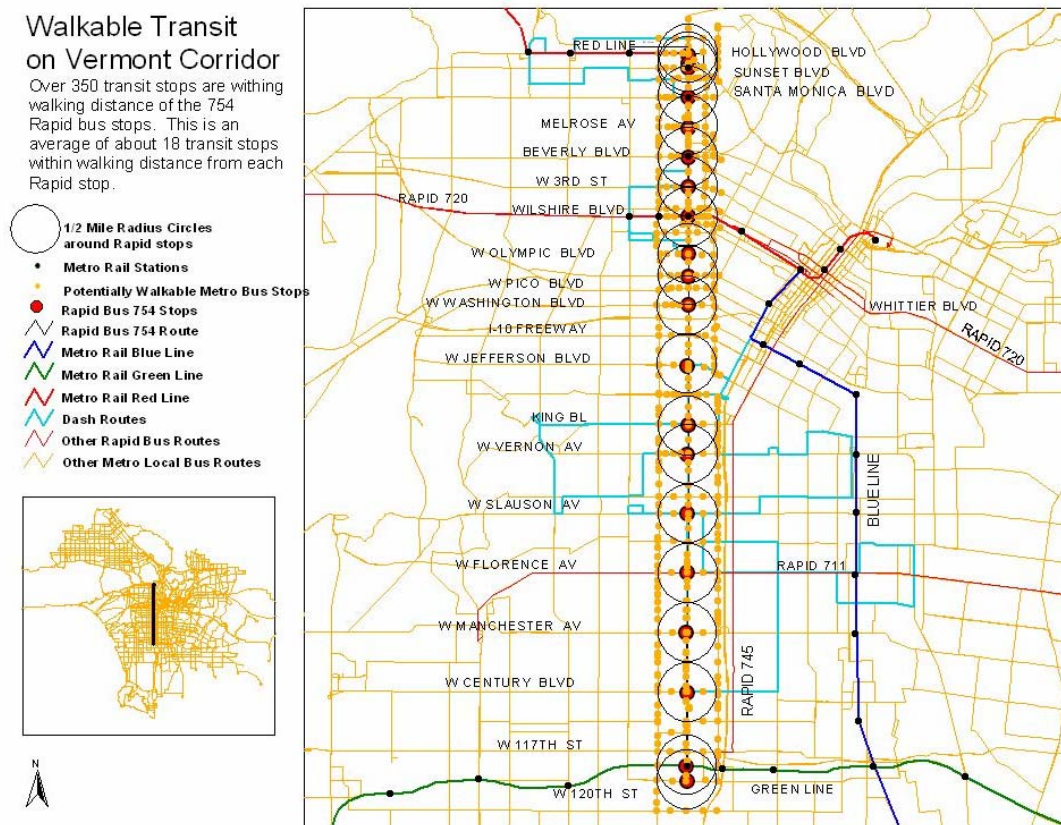 Walkable Transit
on Vermont Corridor
Over 350 transit stops are withing
walking distance of the 754
Rapid bus stops.  This is an
average of about 18 transit stops
within walking distance from each
Rapid stop.
1/2 Mile Radius Circles
around Rapid stops
Metro Rail Stations
Potentially Walkable Metro Bus Stops
Rapid Bus 754 Stops
Rapid Bus 754 Route
Metro Rail Blue Line
Metro Rail Green Line
Metro Rail Red Line
Dash Routes
Other Rapid Bus Routes
Other Metro Local Bus Routes
N
RED LINE
HOLLYWOOD BLVD
SUNSET BLVD
SANTA MONICA BLVD
MELROSE AV
BEVERLY BLVD
W 3RD ST
RAPID 720
WILSHIRE BLVD
W OLYMPIC BLVD
W PICO BLVD
W WASHINGTON BLVD
WHITTIER BLVD
I-10 FREEWAY
RAPID 720
W JEFFERSON BLVD
KING BL
W VERNON AV
W SLAUSON AV
BLUE LINE
W FLORENCE AV
RAPID 711
W MANCHESTER AV
RAPID 745
W CENTURY BLVD
W 117TH ST
W 120TH ST
GREEN LINE